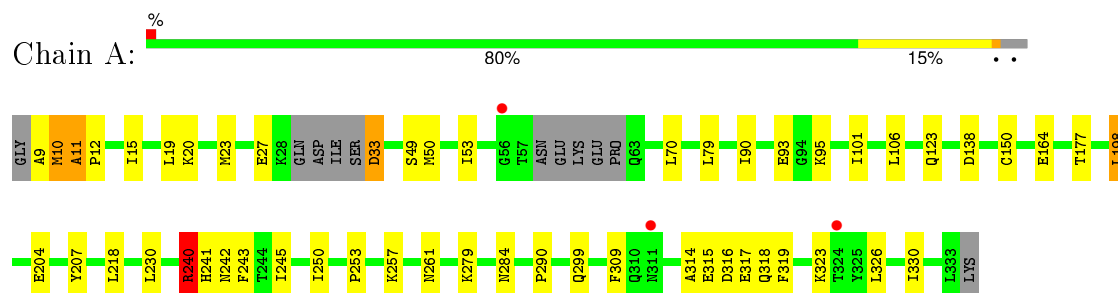 %
Chain A:
80% 15% • •
GLY A9 M10 A11 P12 I15 L19 K20 M23 E27 K28 GLN ASP ILE SER D33 S49 M50 I53 G56 T57 ASN GLU LYS GLU PRO Q63 L70 L79 I90 E93 G94 K95 I101 L106 Q123 D138 C150 E164 T177 L198
E204 Y207 L218 L230 R240 H241 N242 F243 T244 I245 I250 P253 K257 N261 K279 N284 P290 Q299 F309 Q310 N311 A314 E315 D316 E317 Q318 F319 K323 T324 Y325 L326 I330 L333 LYS